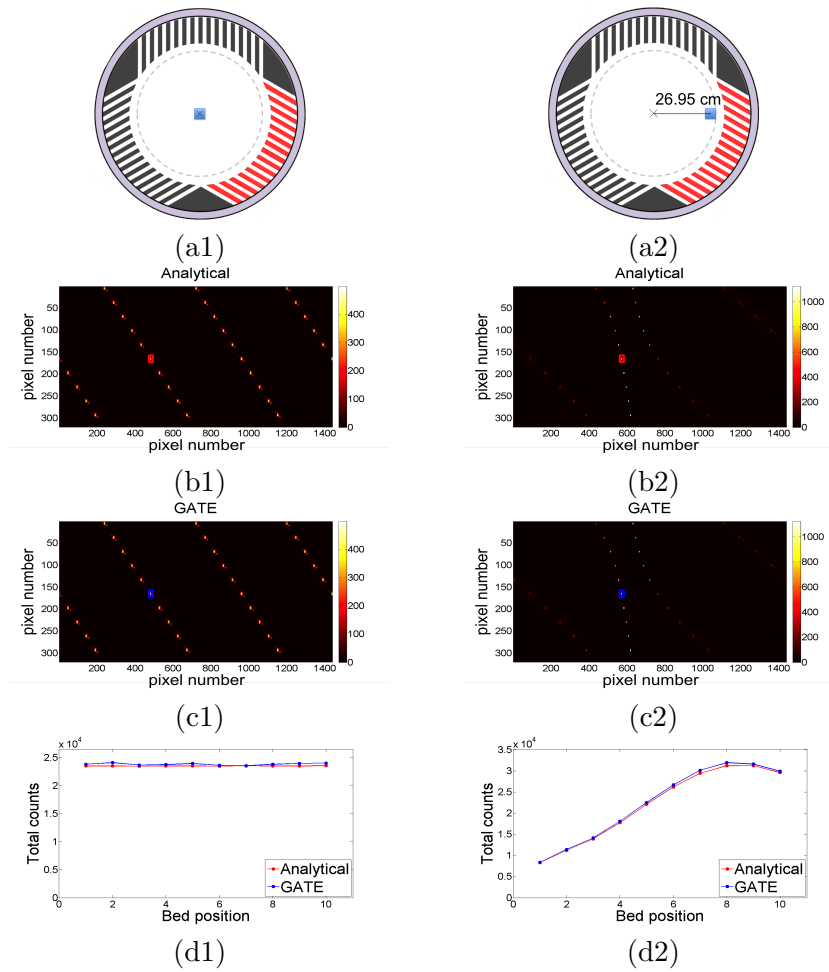 26.95 cm
(a1)
(a2)
Analytical
pixel number
50
100
150
200
250
300
200 400 600 800 1000 1200 1400
pixel number
400
300
200
100
0
(b1)
Analytical
pixel number
50
100
150
200
250
300
200 400 600 800 1000 1200 1400
pixel number
1000
800
600
400
200
0
(b2)
GATE
pixel number
50
100
150
200
250
300
200 400 600 800 1000 1200 1400
pixel number
400
300
200
100
0
(c1)
GATE
pixel number
50
100
150
200
250
300
200 400 600 800 1000 1200 1400
pixel number
1000
800
600
400
200
0
(c2)
x 10^4
Total counts
2.5
2
1.5
1
0.5
0
0 2 4 6 8 10
Bed position
Analytical
GATE
(d1)
x 10^4
Total counts
3.5
3
2.5
2
1.5
1
0.5
0
0 2 4 6 8 10
Bed position
Analytical
GATE
(d2)